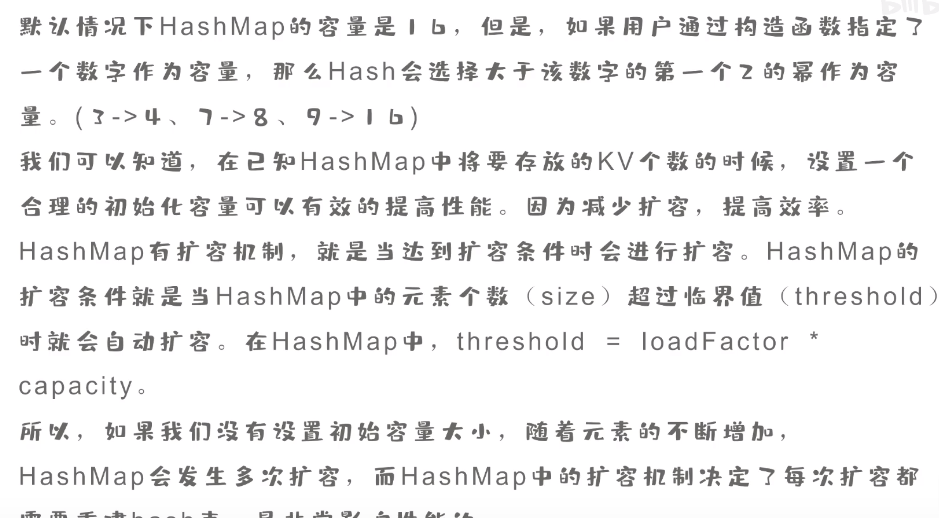 默认情况下HashMap的容量是16，但是，如果用户通过构造函数指定了
一个数字作为容量，那么Hash会选择大于该数字的第一个2的幂作为容
量。(3->4、7->8、9->16)
我们可以知道，在已知HashMap中将要存放的KV个数的时候，设置一个
合理的初始化容量可以有效的提高性能。因为减少扩容，提高效率。
HashMap有扩容机制，就是当达到扩容条件时会进行扩容。HashMap的
扩容条件就是当HashMap中的元素个数（size）超过临界值（threshold）
时就会自动扩容。在HashMap中，threshold = loadFactor *
capacity。
所以，如果我们没有设置初始容量大小，随着元素的不断增加，
HashMap会发生多次扩容，而HashMap中的扩容机制决定了每次扩容都